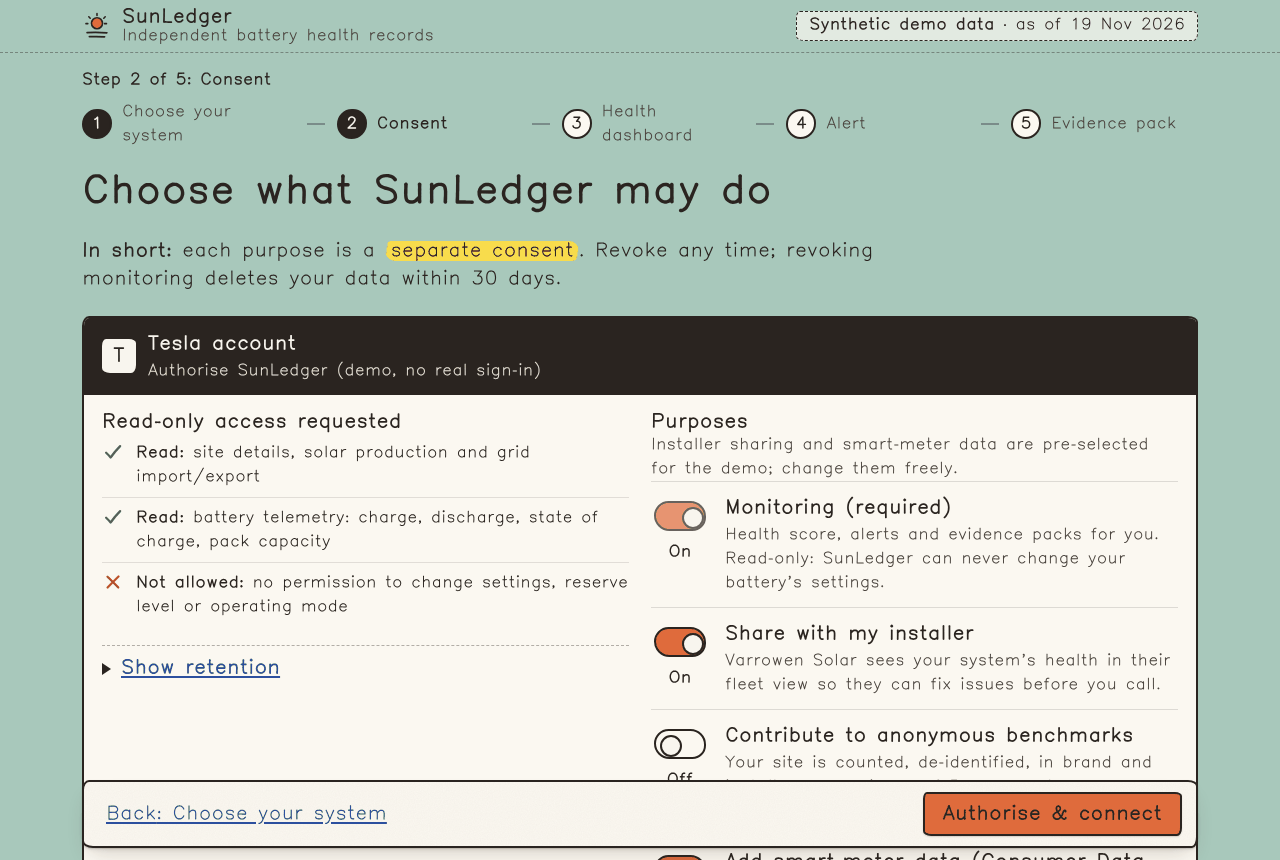 SunLedger
Independent battery health records
Synthetic demo data · as of 19 Nov 2026
Step 2 of 5: Consent
1 Choose your system
2 Consent
3 Health dashboard
4 Alert
5 Evidence pack
Choose what SunLedger may do
In short: each purpose is a separate consent. Revoke any time; revoking
monitoring deletes your data within 30 days.
T
Tesla account
Authorise SunLedger (demo, no real sign-in)
Read-only access requested
Read: site details, solar production and grid
import/export
Read: battery telemetry: charge, discharge, state of
charge, pack capacity
Not allowed: no permission to change settings, reserve
level or operating mode
Show retention
Purposes
Installer sharing and smart-meter data are pre-selected
for the demo; change them freely.
Monitoring (required)
On
Health score, alerts and evidence packs for you.
Read-only: SunLedger can never change your
battery's settings.
Share with my installer
On
Varrowen Solar sees your system's health in their
fleet view so they can fix issues before you call.
Contribute to anonymous benchmarks
Off
Your site is counted, de-identified, in brand and
Back: Choose your system
Authorise & connect
Add smart-meter data (Consumer Data